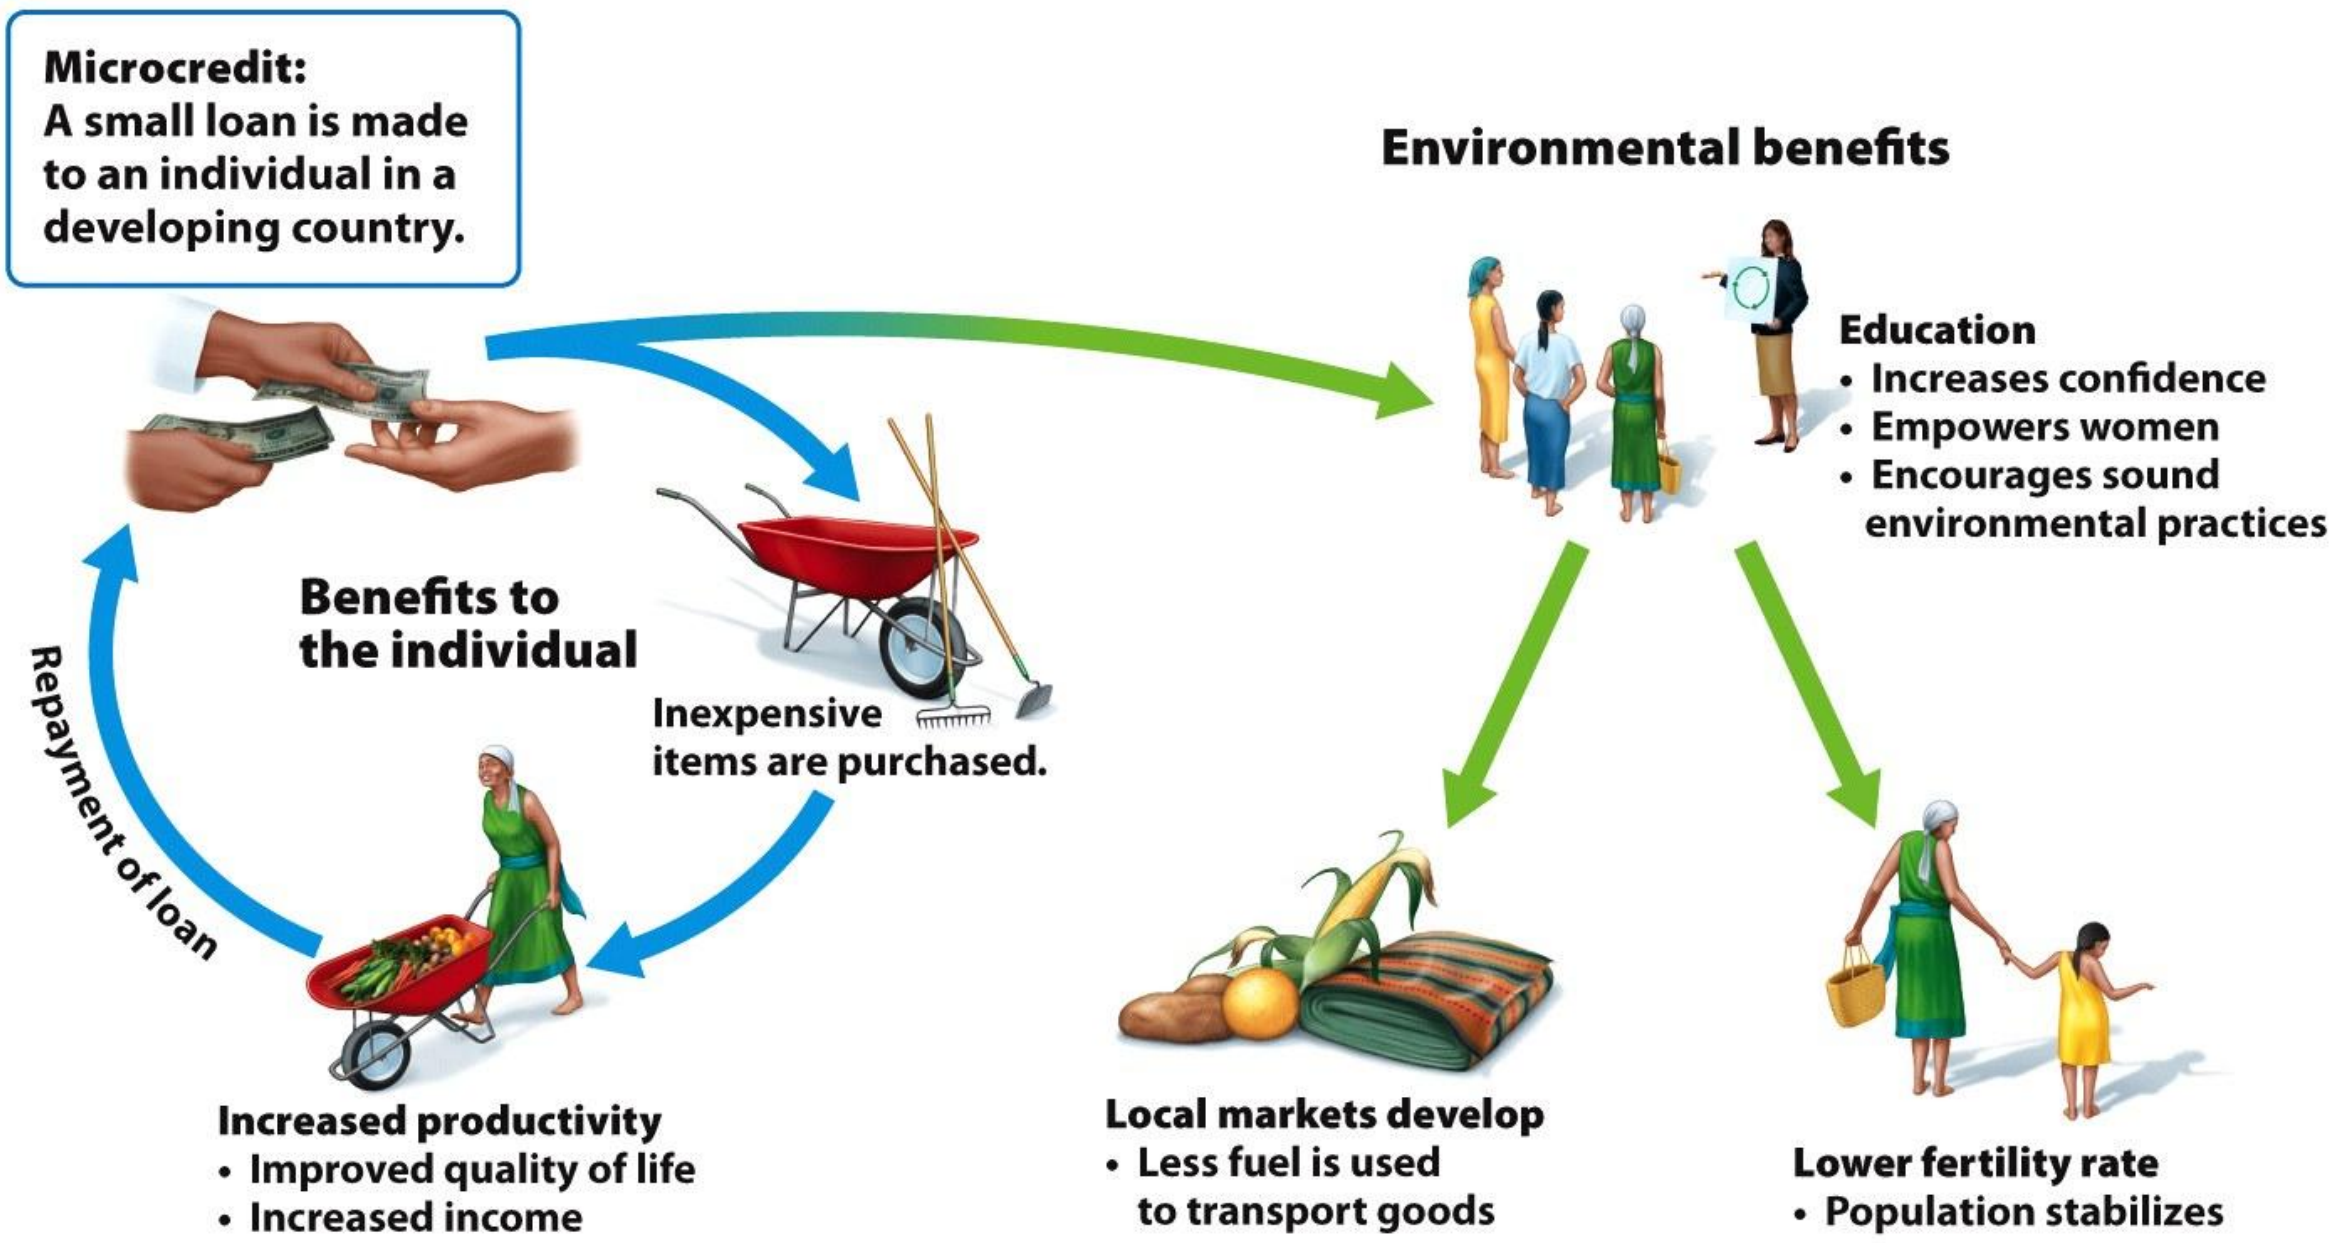 Microcredit:
A small loan is made
to an individual in a
developing country.
Environmental benefits
Education
• Increases confidence
• Empowers women
• Encourages sound
environmental practices
Benefits to
the individual
Inexpensive
items are purchased.
Repayment of loan
Increased productivity
• Improved quality of life
• Increased income
Local markets develop
• Less fuel is used
to transport goods
Lower fertility rate
• Population stabilizes